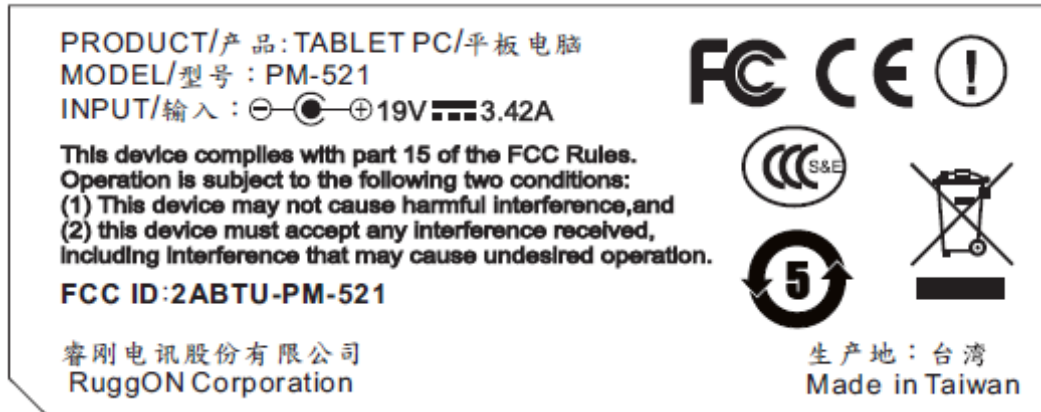 PRODUCT/产品:TABLET PC/平板电脑
MODEL/型号：PM-521
INPUT/输入：19V 3.42A
This device complies with part 15 of the FCC Rules.
Operation is subject to the following two conditions:
(1) This device may not cause harmful interference,and
(2) this device must accept any interference received,
including interference that may cause undesired operation.
FCC ID:2ABTU-PM-521
睿刚电讯股份有限公司
RuggON Corporation
FC CE !
CCC S&E
5
生产地：台湾
Made in Taiwan